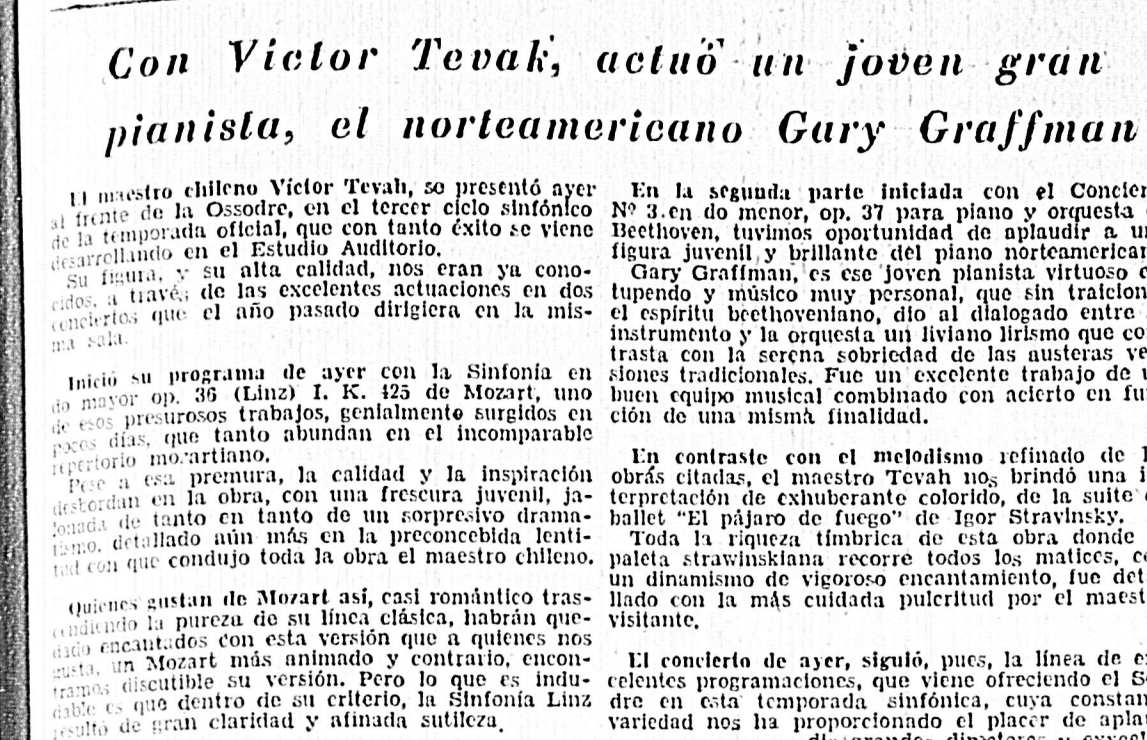 Con Victor Tevah, actuó un joven gran
pianista, el norteamericano Gary Graffman
El maestro chileno Víctor Tevah, se presentó ayer
al frente de la Ossodre, en el tercer ciclo sinfónico
de la temporada oficial, que con tanto éxito se viene
desarrollando en el Estudio Auditorio.
Su figura, y su alta calidad, nos eran ya cono-
cidos, a través de las excelentes actuaciones en dos
conciertos que el año pasado dirigiera en la mis-
ma sala.
Inició su programa de ayer con la Sinfonía en
do mayor op. 36 (Linz) I. K. 425 de Mozart, uno
de esos presurosos trabajos, genialmente surgidos en
pocos días, que tanto abundan en el incomparable
repertorio mozartiano.
Pese a esa premura, la calidad y la inspiración
desbordan en la obra, con una frescura juvenil, ja-
lonada de tanto en tanto de un sorpresivo drama-
tismo, detallado aún más en la preconcebida lenti-
tud con que condujo toda la obra el maestro chileno.
Quienes gustan de Mozart así, casi romántico tras-
cendiendo la pureza de su línea clásica, habrán que-
dado encantados con esta versión que a quienes nos
gusta, un Mozart más animado y contrario, encon-
tramos discutible su versión. Pero lo que es indu-
dable es que dentro de su criterio, la Sinfonía Linz
resultó de gran claridad y afinada sutileza.
En la segunda parte iniciada con el Concier
Nº 3 en do menor, op. 37 para piano y orquesta
Beethoven, tuvimos oportunidad de aplaudir a un
figura juvenil y brillante del piano norteamerican
Gary Graffman, es ese joven pianista virtuoso e
tupendo y músico muy personal, que sin traicion
el espíritu beethoveniano, dio al dialogado entre
instrumento y la orquesta un liviano lirismo que co
trasta con la serena sobriedad de las austeras ve
siones tradicionales. Fue un excelente trabajo de u
buen equipo musical combinado con acierto en fu
ción de una misma finalidad.
En contraste con el melodismo refinado de l
obras citadas, el maestro Tevah nos brindó una i
terpretación de exhuberante colorido, de la suite
ballet "El pájaro de fuego" de Igor Stravinsky.
Toda la riqueza tímbrica de esta obra donde
paleta strawinskiana recorre todos los matices, c
un dinamismo de vigoroso encantamiento, fue det
llado con la más cuidada pulcritud por el maest
visitante.
El concierto de ayer, siguió, pues, la línea de e
celentes programaciones, que viene ofreciendo el S
dre en esta temporada sinfónica, cuya constan
variedad nos ha proporcionado el placer de apla